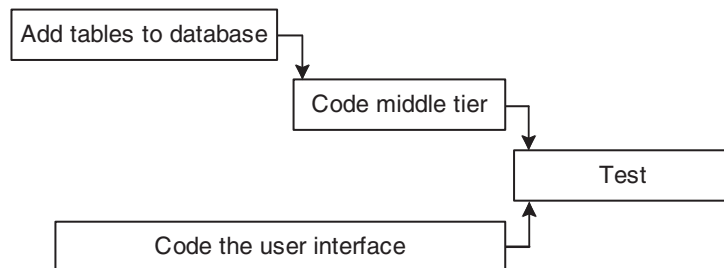 Add tables to database
Code middle tier
Test
Code the user interface